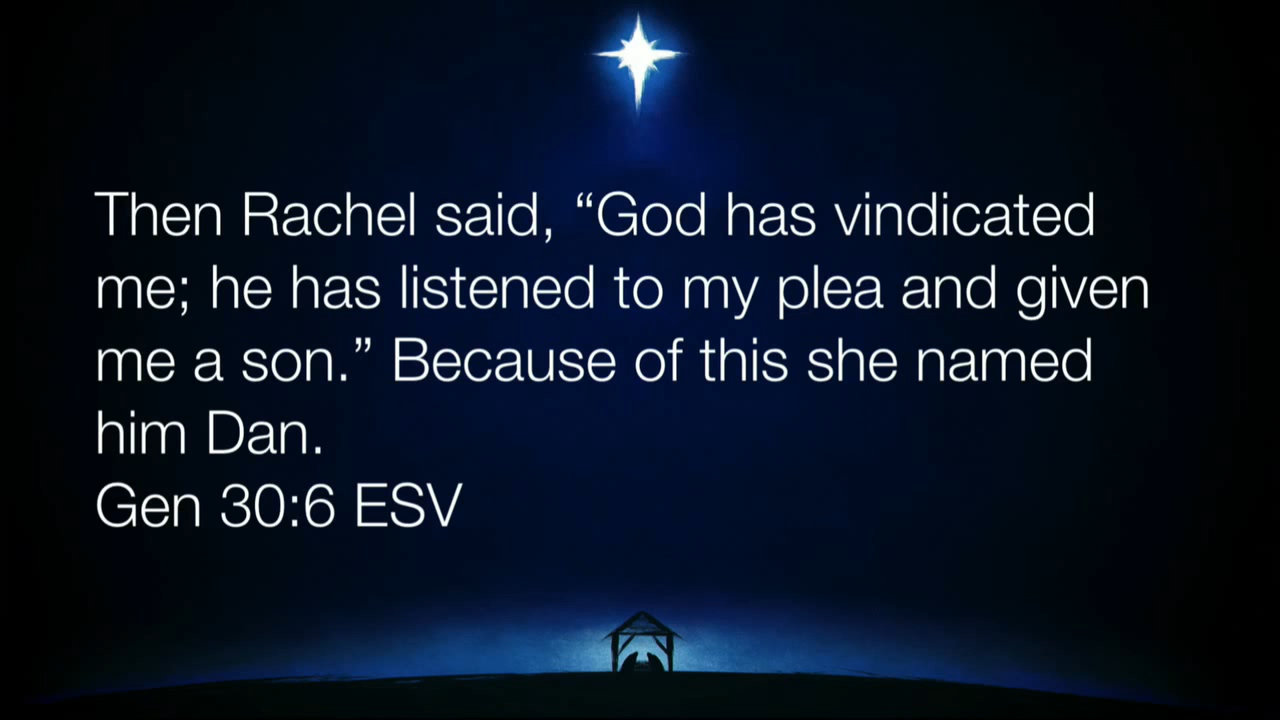 Then Rachel said, “God has vindicated
me; he has listened to my plea and given
me a son.” Because of this she named
him Dan.
Gen 30:6 ESV